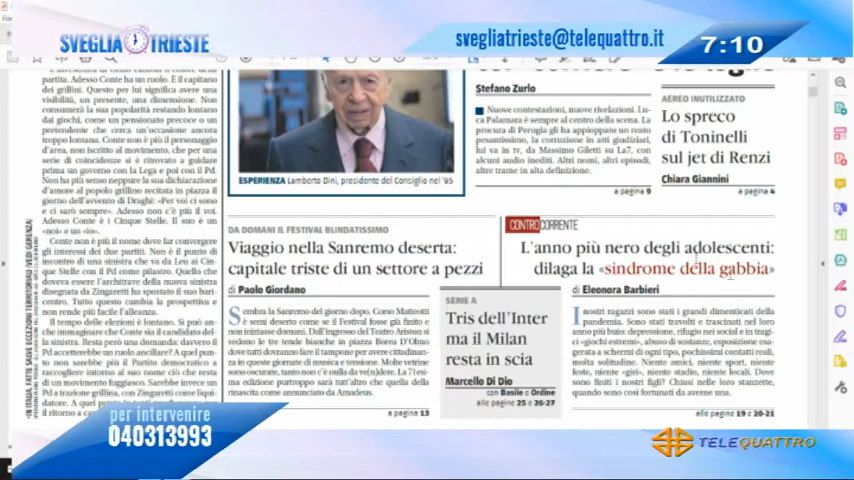 SVEGLIA TRIESTE
svegliatrieste@telequattro.it
7:10
partita. Adesso Conte ha un ruolo. È il capitano
dei grillini. Questo per lui significa avere una
visibilità, un presente, una dimensione. Non
consumerà la sua popolarità restando lontano
dai giochi, come un pensionato precoce o un
pretendente che cerca un'occasione ancora
troppo lontana. Conte non è più il personaggio
d'area, non iscritto al movimento, che per una
serie di coincidenze si è ritrovato a guidare
prima un governo con la Lega e poi con il Pd.
Non ha più senso neppure la sua dichiarazione
d'amore al popolo grillino recitata in piazza il
giorno dell'avvento di Draghi: «Per voi ci sono
e ci sarò sempre». Adesso non c'è più il voi.
Adesso Conte è i Cinque Stelle. Il suo è un
«noi» e un «io».
Conte non è più il nome dove far convergere
gli interessi dei due partiti. Non è il punto di
incontro di una sinistra che va da Leu ai Cin-
que Stelle con il Pd come pilastro. Quello che
doveva essere l'architrave della nuova sinistra
disegnata da Zingaretti ha spostato il suo bari-
centro. Tutto questo cambia la prospettiva e
non rende più facile l'alleanza.
Il tempo delle elezioni è lontano. Si può an-
che immaginare che Conte sia il candidato del-
la sinistra. Resta però una domanda: davvero il
Pd accetterebbe un ruolo ancillare? A quel pun-
to non sarebbe più il Partito democratico a
raccogliere intorno al suo nome ciò che resta
di un movimento fuggiasco. Sarebbe invece un
Pd a trazione grillina, con Zingaretti come liqui-
datore. A quel
il ritorno a c
-IN ITALIA, FATTE SALVE ECCEZIONI TERRITORIALI (VEDI GERENZA)
ESPERIENZA Lamberto Dini, presidente del Consiglio nel '95
Stefano Zurlo
Nuove contestazioni, nuove rivelazioni. Lu-
ca Palamara è sempre al centro della scena. La
procura di Perugia gli ha appioppato un reato
pesantissimo, la corruzione in atti giudiziari,
lui va in tv, da Massimo Giletti su La7, con
alcuni audio inediti. Altri nomi, altri episodi,
altre trame in alta definizione.
a pagina 9
AEREO INUTILIZZATO
Lo spreco
di Toninelli
sul jet di Renzi
Chiara Giannini
a pagina 4
DA DOMANI IL FESTIVAL BLINDATISSIMO
Viaggio nella Sanremo deserta:
capitale triste di un settore a pezzi
di Paolo Giordano
Sembra la Sanremo del giorno dopo. Corso Matteotti
è semi deserto come se il Festival fosse già finito e
non iniziasse domani. Dall'ingresso del Teatro Ariston si
vedono le tre tende bianche in piazza Borea D'Olmo
dove tutti dovranno fare il tampone per avere cittadinan-
za in queste giornate di musica e tensione. Molte vetrine
sono oscurate, tanto non c'è nulla da ve(n)dere. La 71esi-
ma edizione purtroppo sarà tutt'altro che quella della
rinascita come annunciato da Amadeus.
a pagina 13
SERIE A
Tris dell'Inter
ma il Milan
resta in scia
Marcello Di Dio
con Basile e Ordine
alle pagine 25 e 26-27
CONTROCORRENTE
L'anno più nero degli adolescenti:
dilaga la «sindrome della gabbia»
di Eleonora Barbieri
I nostri ragazzi sono stati i grandi dimenticati della
pandemia. Sono stati travolti e trascinati nel loro
anno più buio: depressione, rifugio nei social e in tragi-
ci «giochi estremi», abuso di sostanze, esposizione esa-
gerata a schermi di ogni tipo, pochissimi contatti reali,
molta solitudine. Niente amici, niente sport, niente
feste, niente «giri», niente stadio, niente locali. Dove
sono finiti i nostri figli? Chiusi nelle loro stanzette,
quando sono così fortunati da averne una.
alle pagine 19 e 20-21
per intervenire
040313993
TELEQUATTRO